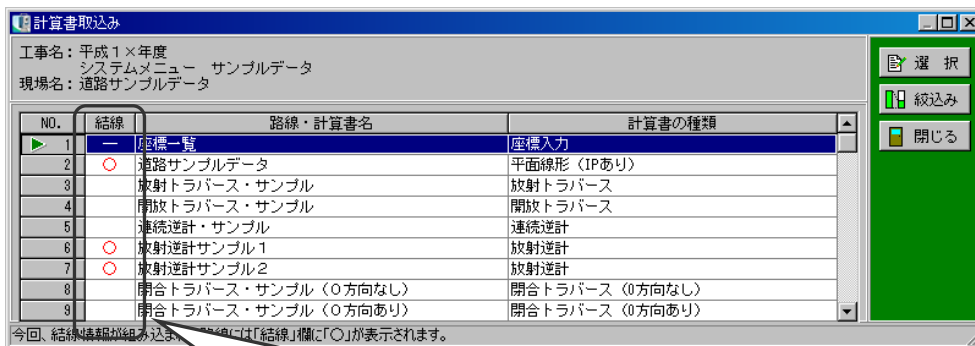 計算書取込み
工事名：平成１×年度
システムメニュー　サンプルデータ
現場名：道路サンプルデータ
選　択
絞込み
閉じる
NO.　結線　路線・計算書名　計算書の種類
1　―　座標一覧　座標入力
2　○　道路サンプルデータ　平面線形（IPあり）
3　放射トラバース・サンプル　放射トラバース
4　開放トラバース・サンプル　開放トラバース
5　連続逆計・サンプル　連続逆計
6　○　放射逆計サンプル１　放射逆計
7　○　放射逆計サンプル２　放射逆計
8　閉合トラバース・サンプル（０方向なし）　閉合トラバース（0方向なし）
9　閉合トラバース・サンプル（０方向あり）　閉合トラバース（0方向あり）
今回、結線情報が組み込まれ　路線には「結線」欄に「○」が表示されます。